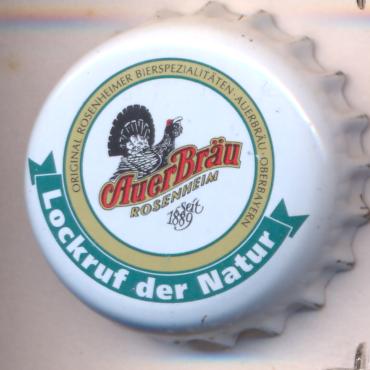 ORIGINAL ROSENHEIMER BIERSPEZIALITÄTEN · AUERBRÄU · OBERBAYERN
AuerBräu
ROSENHEIM
Seit
1889
Lockruf der Natur